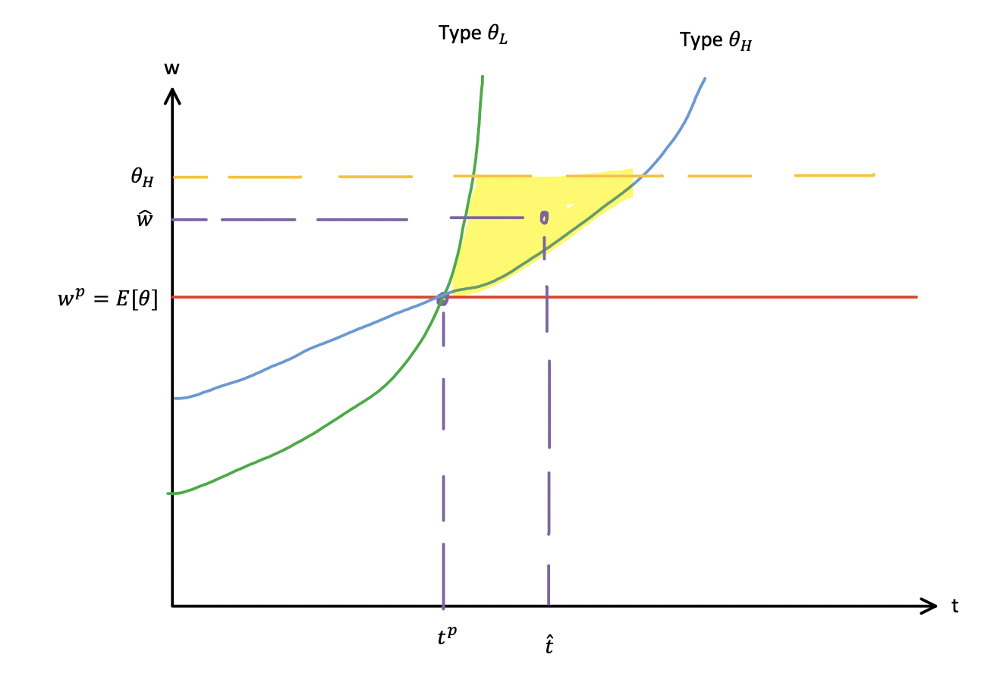 Type θ_L
Type θ_H
w
θ_H
ŵ
w^p = E[θ]
t
t^p
t̂